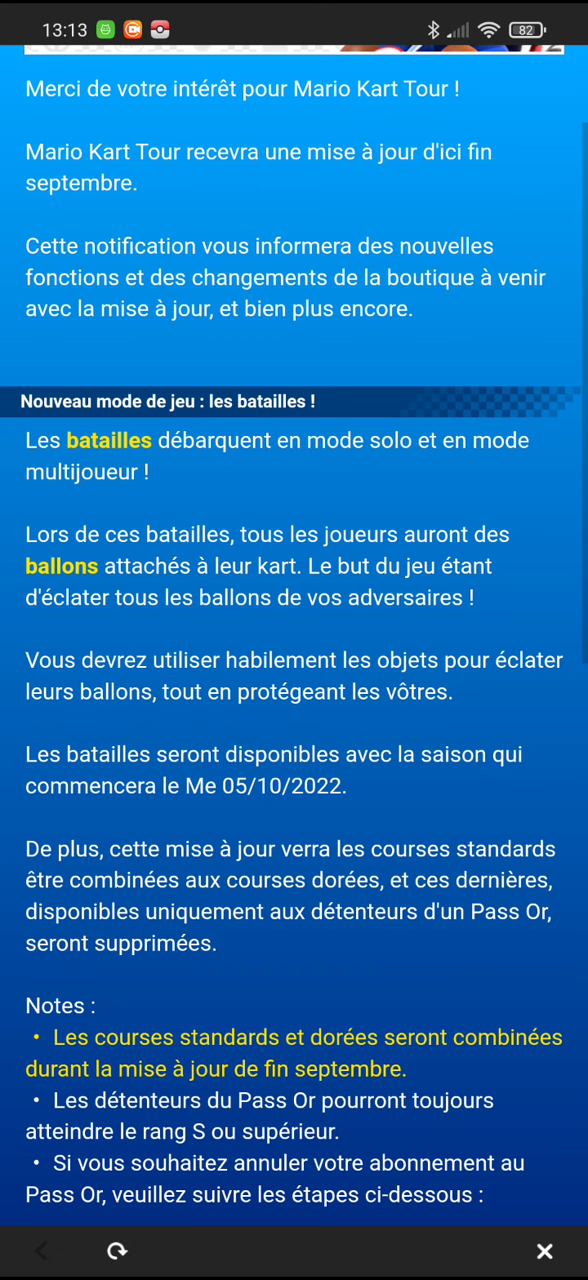 13:13
82
Merci de votre intérêt pour Mario Kart Tour !
Mario Kart Tour recevra une mise à jour d'ici fin
septembre.
Cette notification vous informera des nouvelles
fonctions et des changements de la boutique à venir
avec la mise à jour, et bien plus encore.
Nouveau mode de jeu : les batailles !
Les batailles débarquent en mode solo et en mode
multijoueur !
Lors de ces batailles, tous les joueurs auront des
ballons attachés à leur kart. Le but du jeu étant
d'éclater tous les ballons de vos adversaires !
Vous devrez utiliser habilement les objets pour éclater
leurs ballons, tout en protégeant les vôtres.
Les batailles seront disponibles avec la saison qui
commencera le Me 05/10/2022.
De plus, cette mise à jour verra les courses standards
être combinées aux courses dorées, et ces dernières,
disponibles uniquement aux détenteurs d'un Pass Or,
seront supprimées.
Notes :
• Les courses standards et dorées seront combinées
durant la mise à jour de fin septembre.
• Les détenteurs du Pass Or pourront toujours
atteindre le rang S ou supérieur.
• Si vous souhaitez annuler votre abonnement au
Pass Or, veuillez suivre les étapes ci-dessous :